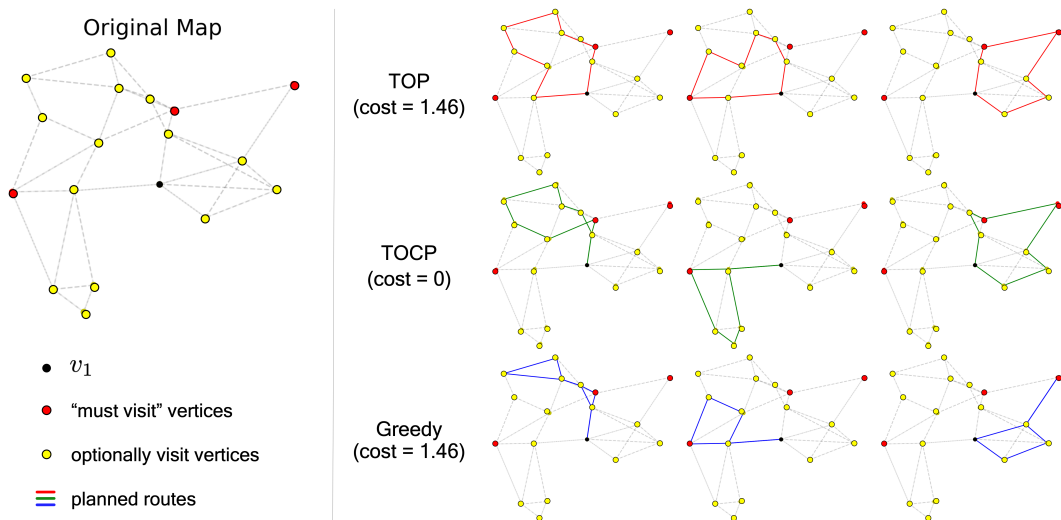 Original Map
v1
“must visit” vertices
optionally visit vertices
planned routes
TOP
(cost = 1.46)
TOCP
(cost = 0)
Greedy
(cost = 1.46)